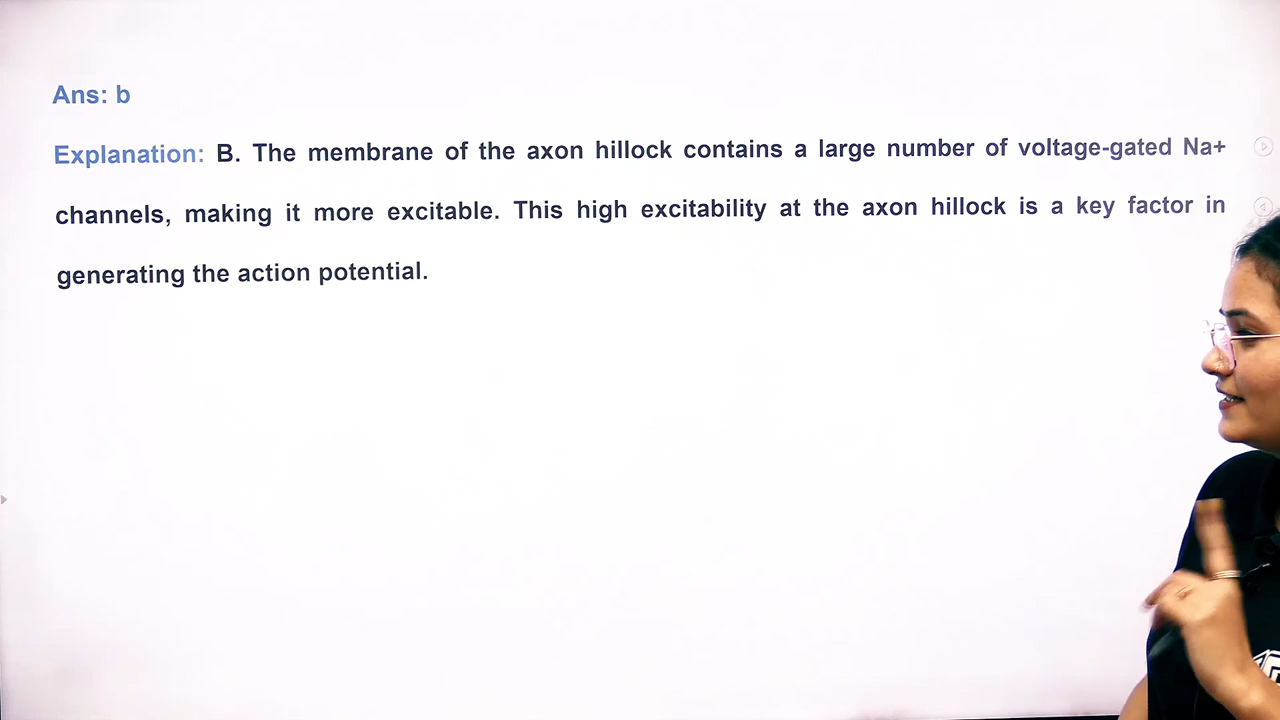 Ans: b
Explanation: B. The membrane of the axon hillock contains a large number of voltage-gated Na+
channels, making it more excitable. This high excitability at the axon hillock is a key factor in
generating the action potential.